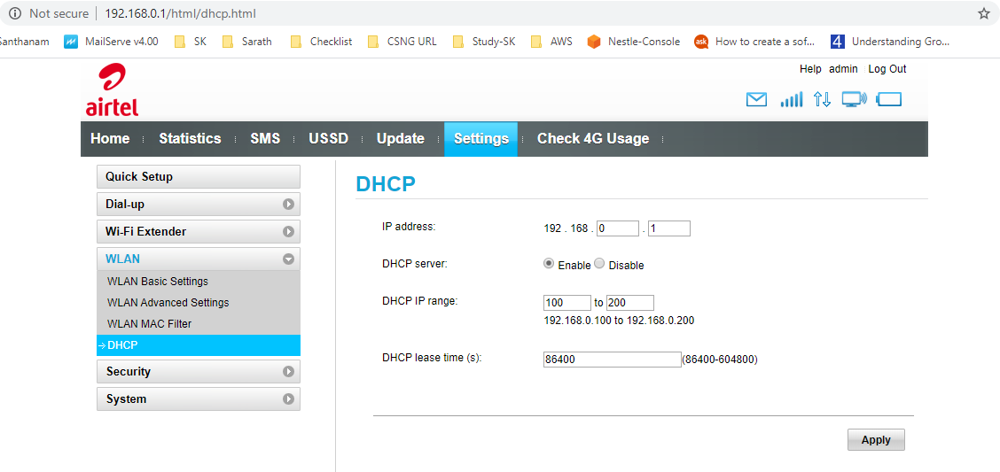 Not secure | 192.168.0.1/html/dhcp.html
Santhanam MailServe v4.00 SK Sarath Checklist CSNG URL Study-SK AWS Nestle-Console ask How to create a sof... 4 Understanding Gro...
airtel
Help admin Log Out
Home Statistics SMS USSD Update Settings Check 4G Usage
Quick Setup
Dial-up
Wi-Fi Extender
WLAN
WLAN Basic Settings
WLAN Advanced Settings
WLAN MAC Filter
DHCP
Security
System
DHCP
IP address: 192 . 168 . 0 . 1
DHCP server: Enable Disable
DHCP IP range: 100 to 200
192.168.0.100 to 192.168.0.200
DHCP lease time (s): 86400 (86400-604800)
Apply